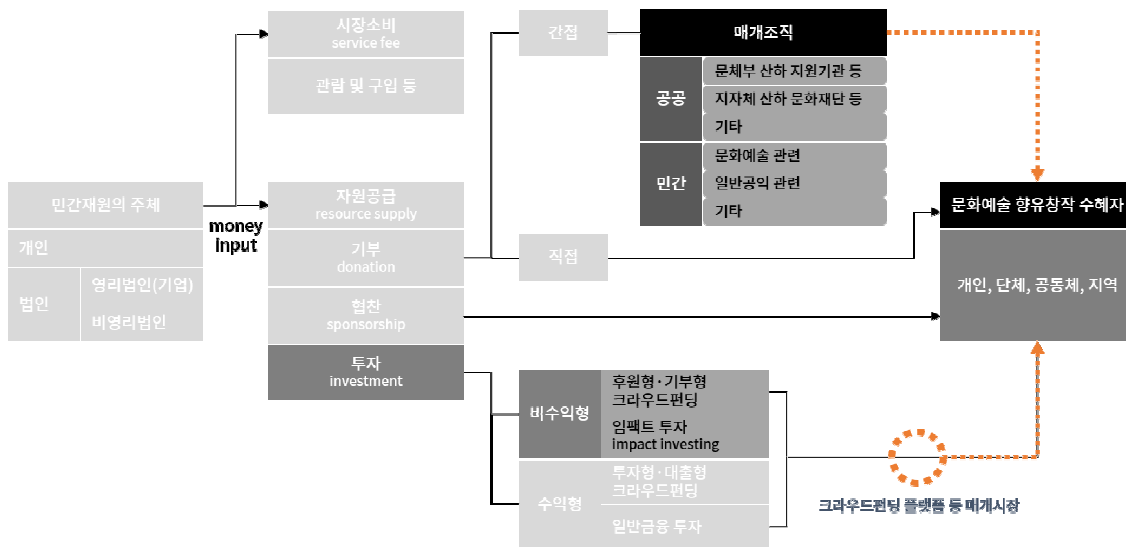 시장소비
service fee
관람 및 구입 등
간접
매개조직
공공
문체부 산하 지원기관 등
지자체 산하 문화재단 등
기타
민간
문화예술 관련
일반공익 관련
기타
민간재원의 주체
개인
법인
영리법인(기업)
비영리법인
money
input
자원공급
resource supply
기부
donation
협찬
sponsorship
투자
investment
직접
문화예술 향유창작 수혜자
개인, 단체, 공통체, 지역
비수익형
후원형·기부형
크라우드펀딩
임팩트 투자
impact investing
수익형
투자형·대출형
크라우드펀딩
일반금융 투자
크라우드펀딩 플랫폼 등 매개시장